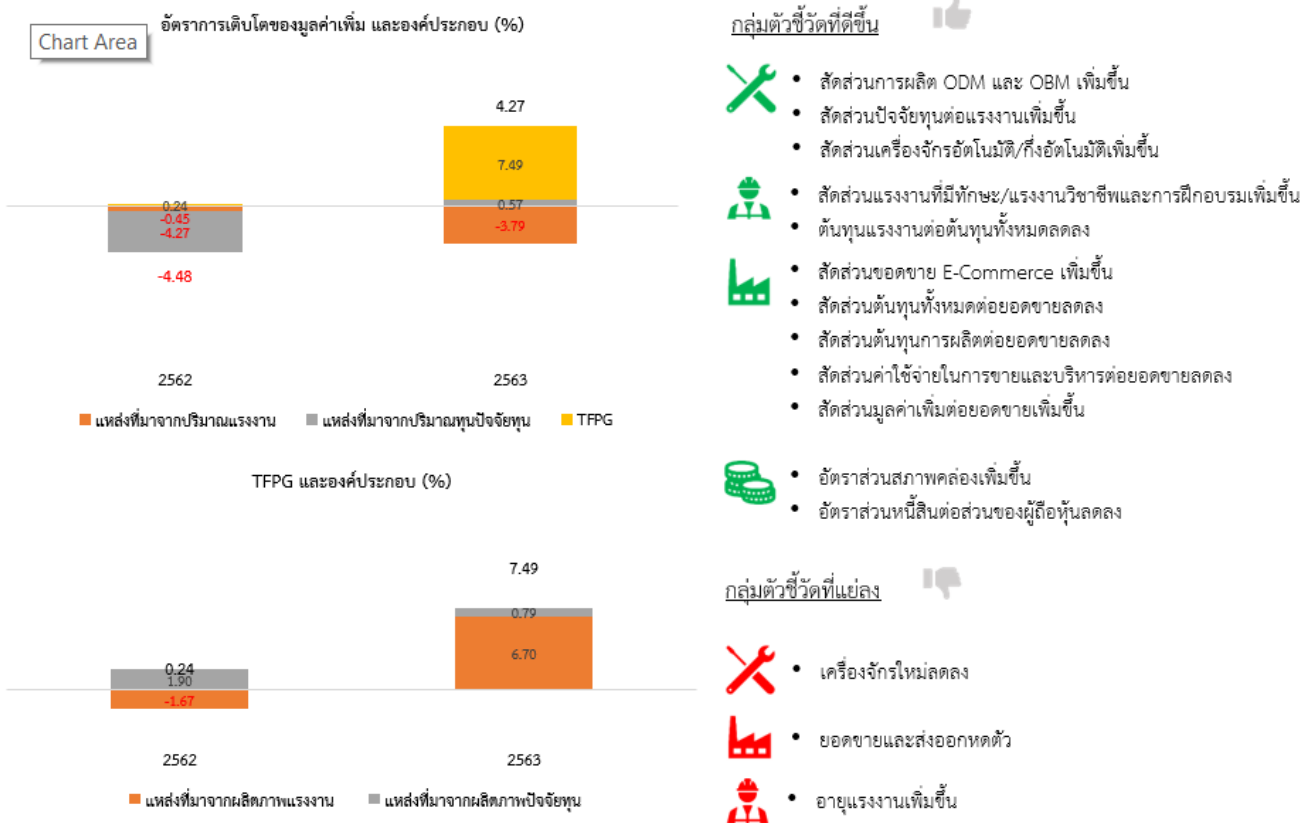 อัตราการเติบโตของมูลค่าเพิ่ม และองค์ประกอบ (%)
Chart Area
4.27
7.49
0.24
0.57
-0.45
-4.27
-3.79
-4.48
2562
2563
แหล่งที่มาจากปริมาณแรงงาน
แหล่งที่มาจากปริมาณทุนปัจจัยทุน
TFPG
TFPG และองค์ประกอบ (%)
7.49
0.79
6.70
0.24
1.90
-1.67
2562
2563
แหล่งที่มาจากผลิตภาพแรงงาน
แหล่งที่มาจากผลิตภาพปัจจัยทุน
กลุ่มตัวชี้วัดที่ดีขึ้น
• สัดส่วนการผลิต ODM และ OBM เพิ่มขึ้น
• สัดส่วนปัจจัยทุนต่อแรงงานเพิ่มขึ้น
• สัดส่วนเครื่องจักรอัตโนมัติ/กึ่งอัตโนมัติเพิ่มขึ้น
• สัดส่วนแรงงานที่มีทักษะ/แรงงานวิชาชีพและการฝึกอบรมเพิ่มขึ้น
• ต้นทุนแรงงานต่อต้นทุนทั้งหมดลดลง
• สัดส่วนยอดขาย E-Commerce เพิ่มขึ้น
• สัดส่วนต้นทุนทั้งหมดต่อยอดขายลดลง
• สัดส่วนต้นทุนการผลิตต่อยอดขายลดลง
• สัดส่วนค่าใช้จ่ายในการขายและบริหารต่อยอดขายลดลง
• สัดส่วนมูลค่าเพิ่มต่อยอดขายเพิ่มขึ้น
• อัตราส่วนสภาพคล่องเพิ่มขึ้น
• อัตราส่วนหนี้สินต่อส่วนของผู้ถือหุ้นลดลง
กลุ่มตัวชี้วัดที่แย่ลง
• เครื่องจักรใหม่ลดลง
• ยอดขายและส่งออกหดตัว
• อายุแรงงานเพิ่มขึ้น